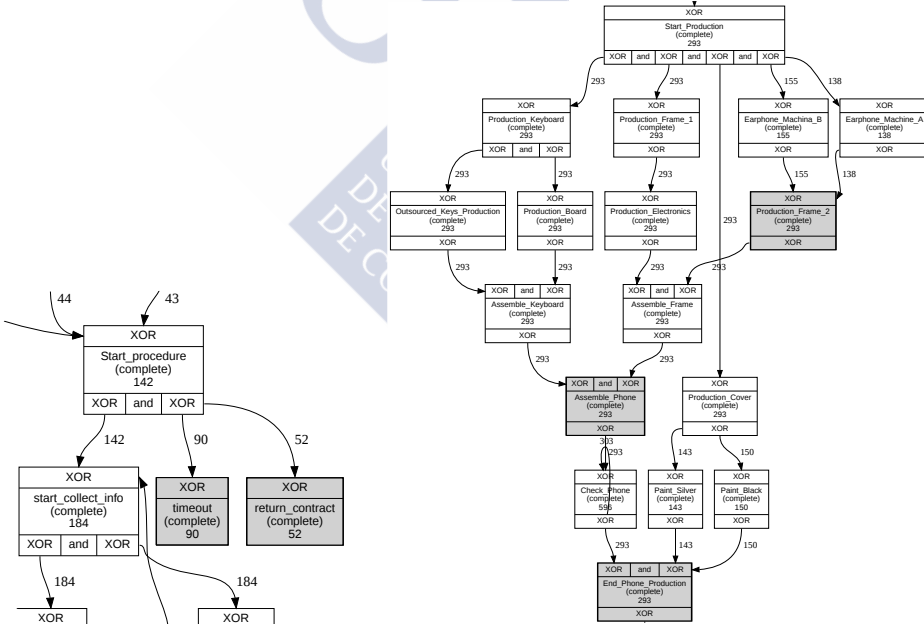 44
43
XOR
Start_procedure
(complete)
142
XOR and XOR
142
90
52
XOR
start_collect_info
(complete)
184
XOR and XOR
XOR
timeout
(complete)
90
XOR
return_contract
(complete)
52
184
184
XOR
XOR
XOR
Start_Production
(complete)
293
XOR and XOR and XOR and XOR
293
293
155
138
XOR
Production_Keyboard
(complete)
293
XOR and XOR
XOR
Production_Frame_1
(complete)
293
XOR
XOR
Earphone_Machina_B
(complete)
155
XOR
XOR
Earphone_Machine_A
(complete)
138
XOR
293
293
293
155
138
XOR
Outsourced_Keys_Production
(complete)
293
XOR
XOR
Production_Board
(complete)
293
XOR
XOR
Production_Electronics
(complete)
293
XOR
293
XOR
Production_Frame_2
(complete)
293
XOR
293
293
293
293
XOR and XOR
Assemble_Keyboard
(complete)
293
XOR
XOR and XOR
Assemble_Frame
(complete)
293
XOR
293
293
XOR and XOR
Assemble_Phone
(complete)
293
XOR
XOR
Production_Cover
(complete)
293
XOR
303
293
143
150
XOR
Check_Phone
(complete)
596
XOR
XOR
Paint_Silver
(complete)
143
XOR
XOR
Paint_Black
(complete)
150
XOR
293
143
150
XOR and XOR
End_Phone_Production
(complete)
293
XOR
DE
DE CO